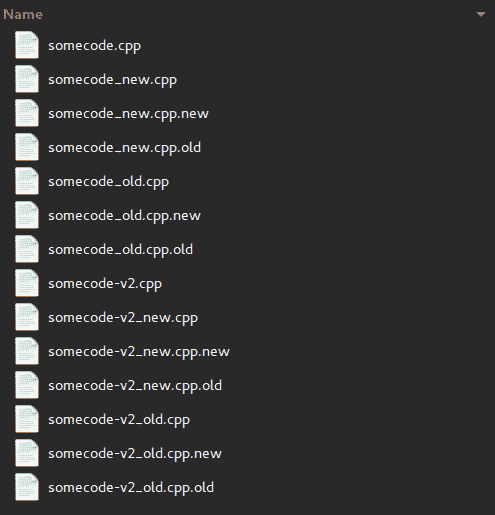 Name
somecode.cpp
somecode_new.cpp
somecode_new.cpp.new
somecode_new.cpp.old
somecode_old.cpp
somecode_old.cpp.new
somecode_old.cpp.old
somecode-v2.cpp
somecode-v2_new.cpp
somecode-v2_new.cpp.new
somecode-v2_new.cpp.old
somecode-v2_old.cpp
somecode-v2_old.cpp.new
somecode-v2_old.cpp.old